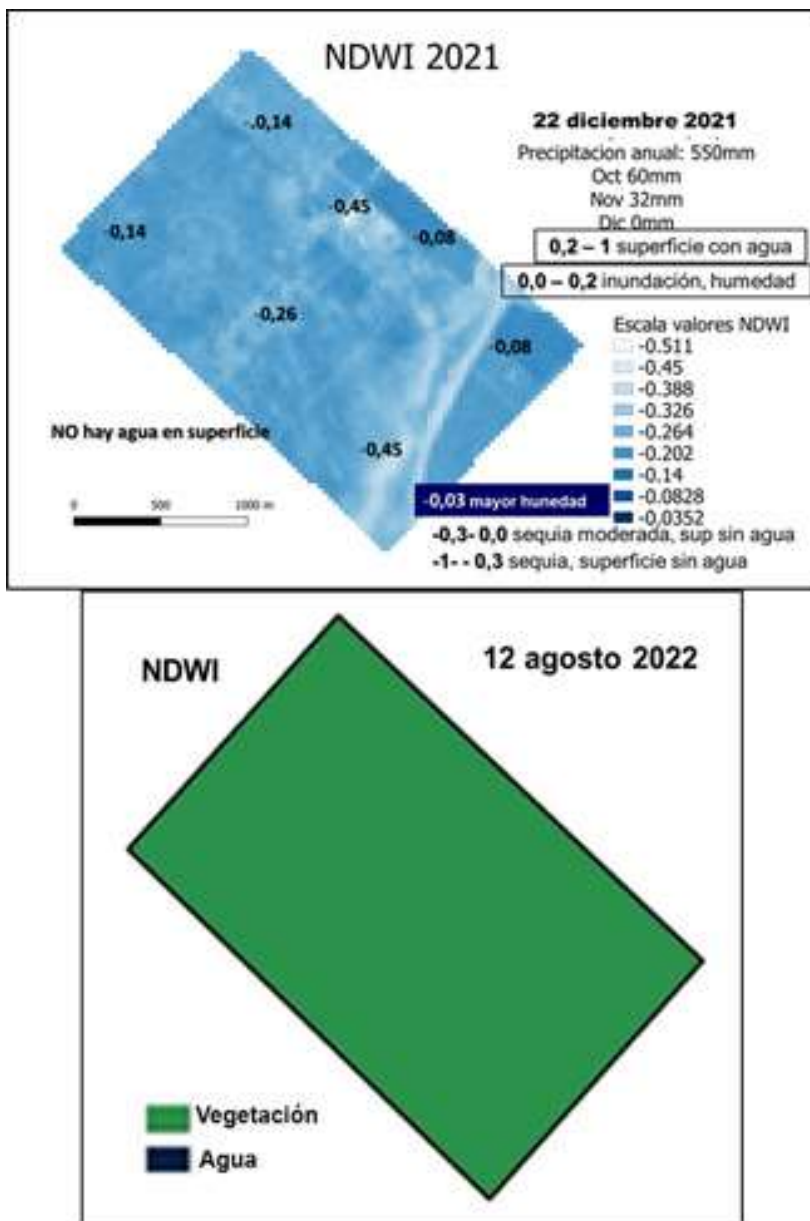 NDWI 2021
22 diciembre 2021
Precipitacion anual: 550mm
Oct 60mm
Nov 32mm
Dic 0mm
0,2 – 1 superficie con agua
0,0 – 0,2 inundación, humedad
Escala valores NDWI
-0.511
-0.45
-0.388
-0.326
-0.264
-0.202
-0.14
-0.0828
-0.0352
-.0,14
-0,45
-0,14
-0,08
-0,26
-0,08
NO hay agua en superficie
-0,45
0 500 1000 m
-0,03 mayor hunedad
-0,3- 0,0 sequia moderada, sup sin agua
-1- - 0,3 sequia, superficie sin agua
NDWI
12 agosto 2022
Vegetación
Agua